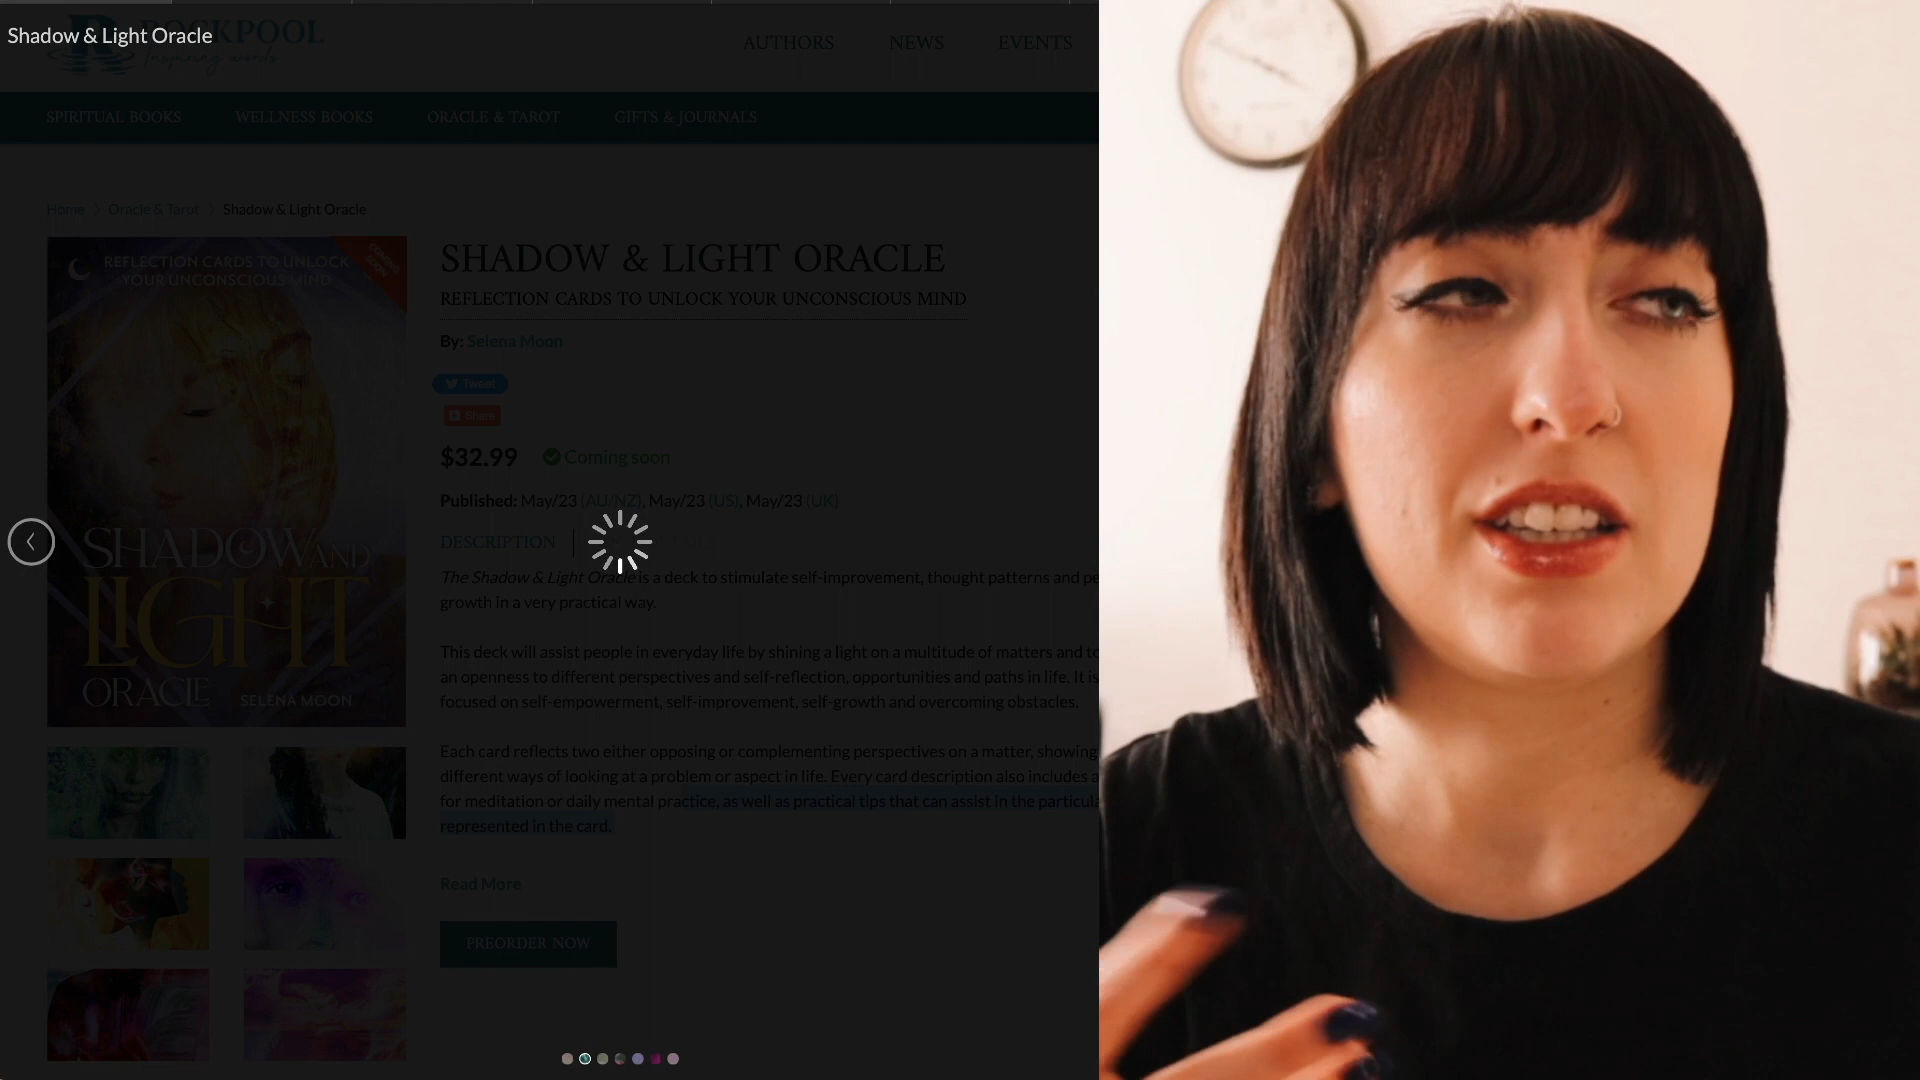 Shadow & Light Oracle
ROCKPOOL
Inspiring words
AUTHORS NEWS EVENTS
SPIRITUAL BOOKS WELLNESS BOOKS ORACLE & TAROT GIFTS & JOURNALS
Home > Oracle & Tarot > Shadow & Light Oracle
REFLECTION CARDS TO UNLOCK
YOUR UNCONSCIOUS MIND
COMING
SOON
SHADOW AND
LIGHT
ORACLE
SELENA MOON
SHADOW & LIGHT ORACLE
REFLECTION CARDS TO UNLOCK YOUR UNCONSCIOUS MIND
By: Selena Moon
Tweet
Share
$32.99 Coming soon
Published: May/23 (AU/NZ), May/23 (US), May/23 (UK)
DESCRIPTION
The Shadow & Light Oracle is a deck to stimulate self-improvement, thought patterns and pe
growth in a very practical way.
This deck will assist people in everyday life by shining a light on a multitude of matters and to
an openness to different perspectives and self-reflection, opportunities and paths in life. It is
focused on self-empowerment, self-improvement, self-growth and overcoming obstacles.
Each card reflects two either opposing or complementing perspectives on a matter, showing
different ways of looking at a problem or aspect in life. Every card description also includes a
for meditation or daily mental practice, as well as practical tips that can assist in the particula
represented in the card.
Read More
PREORDER NOW